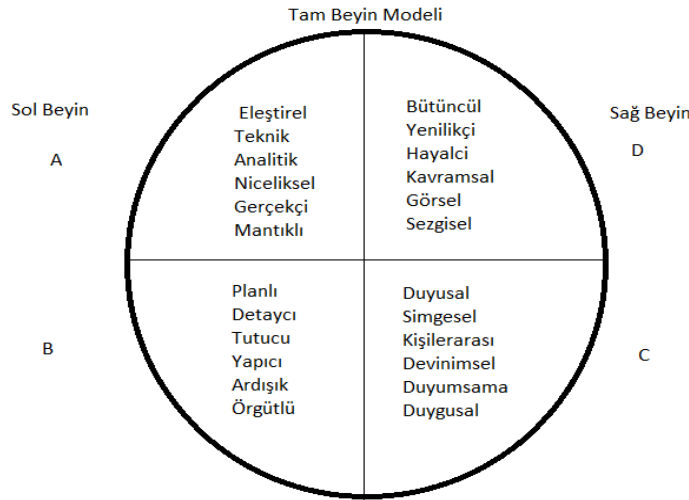 Tam Beyin Modeli
Sol Beyin
A
Eleştirel
Teknik
Analitik
Niceliksel
Gerçekçi
Mantıklı
Bütüncül
Yenilikçi
Hayalci
Kavramsal
Görsel
Sezgisel
Sağ Beyin
D
B
Planlı
Detaycı
Tutucu
Yapıcı
Ardışık
Örgütlü
Duyusal
Simgesel
Kişilerarası
Devinimsel
Duyumsama
Duygusal
C